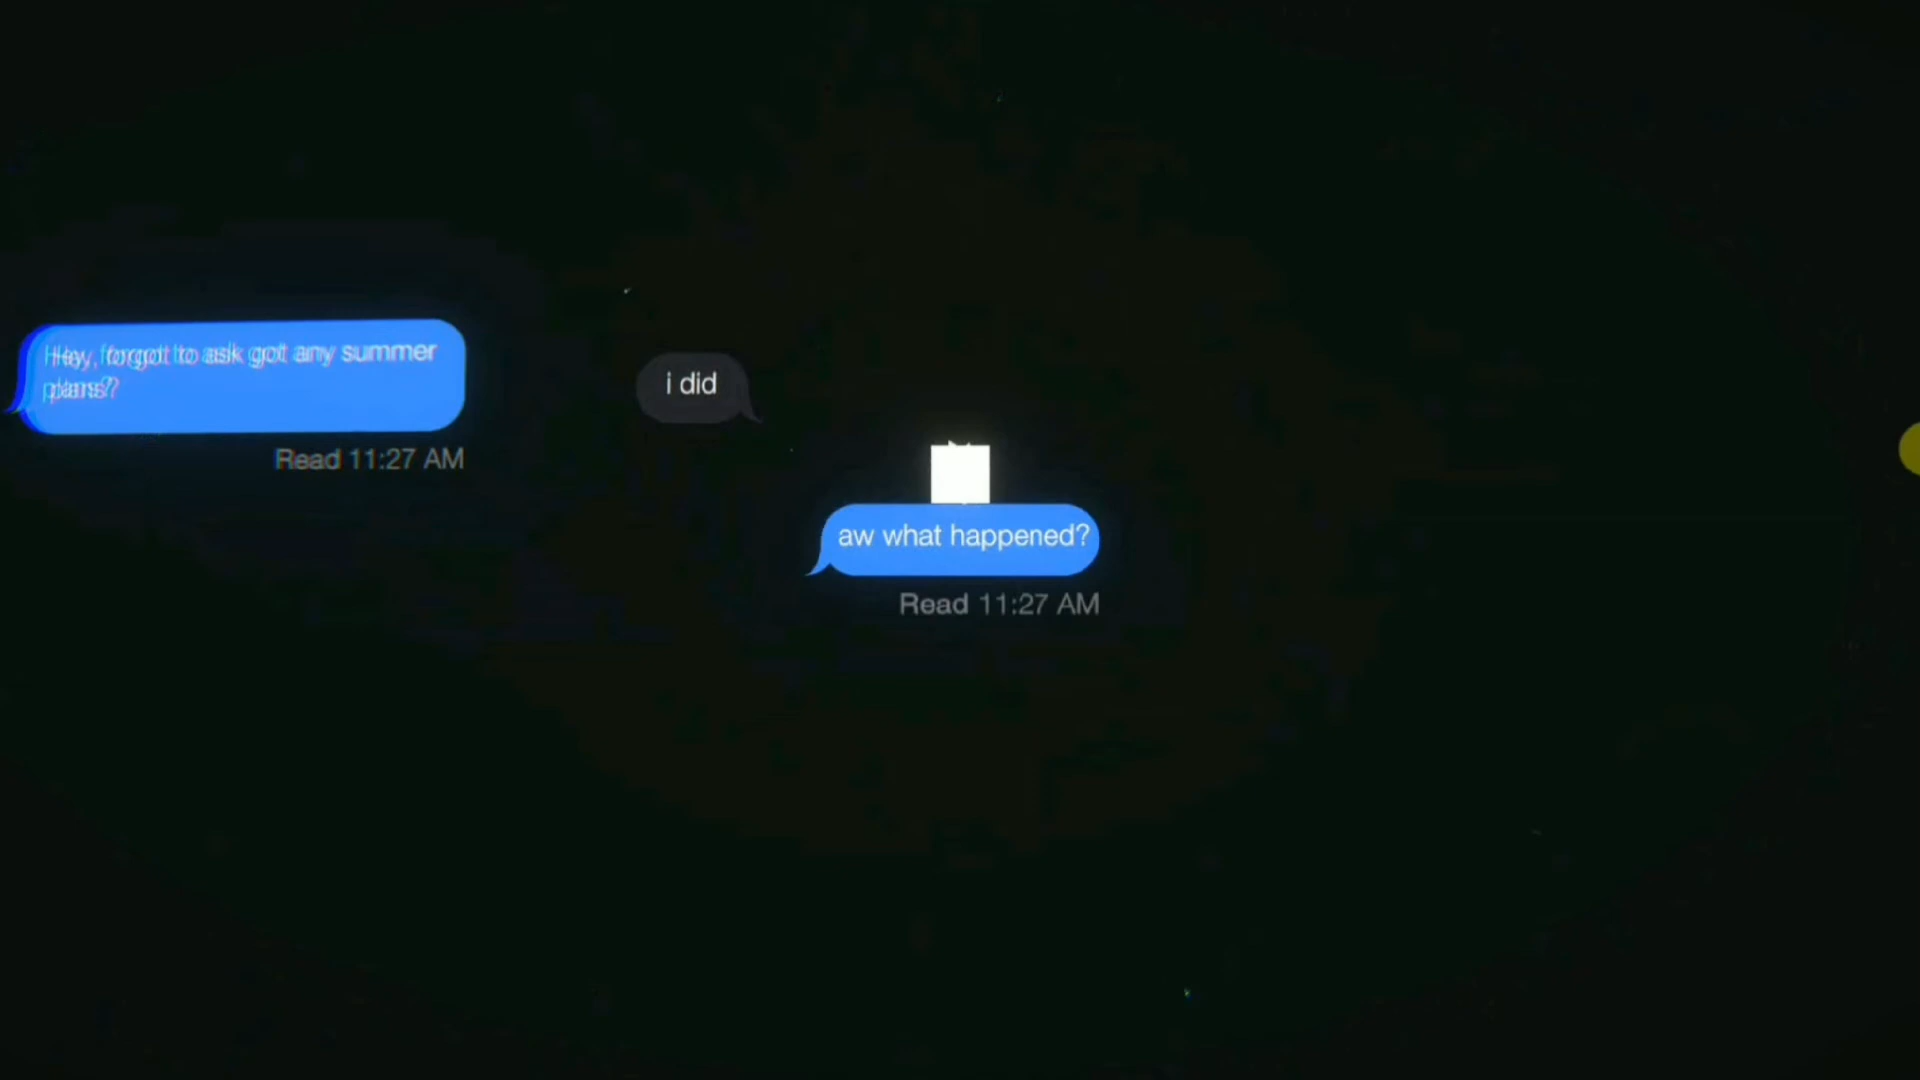 Hey, forgot to ask got any summer
plans?
Read 11:27 AM
i did
aw what happened?
Read 11:27 AM